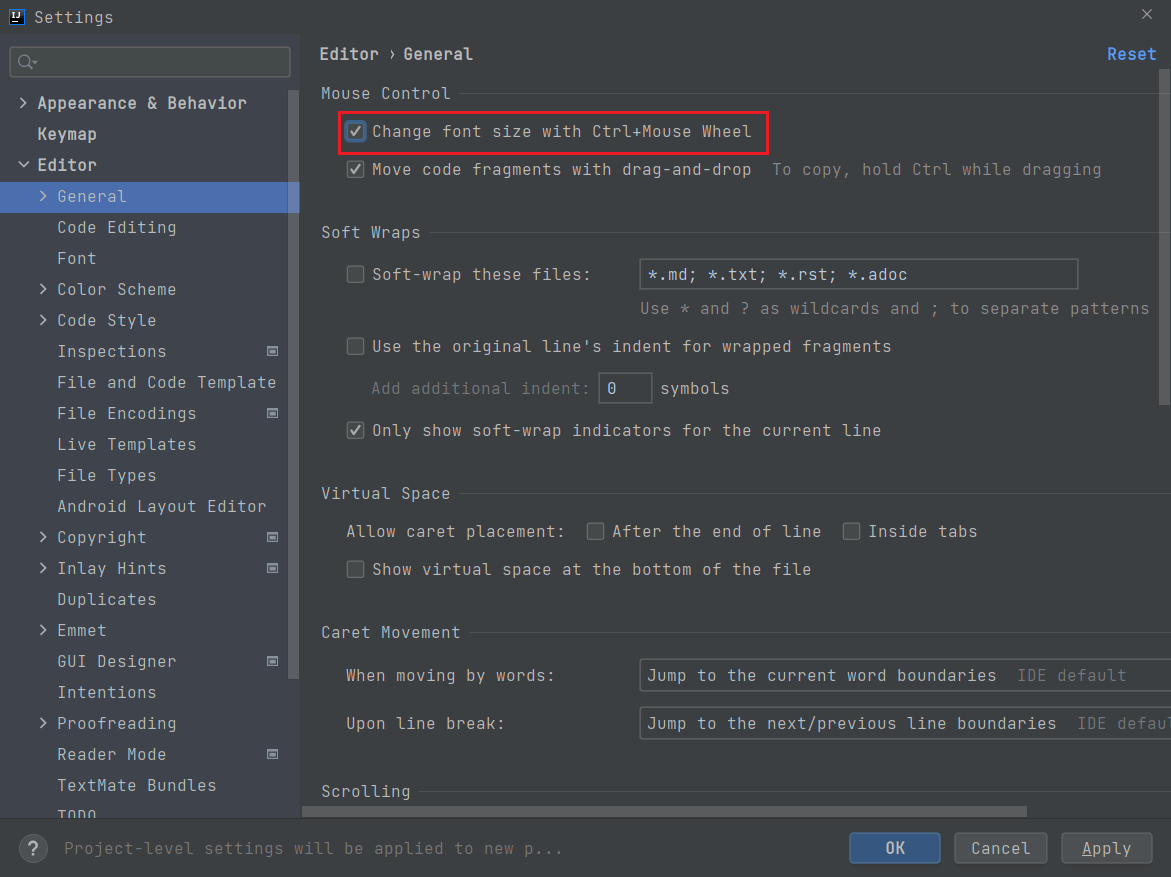 IJ
Settings
Editor › General
Reset
Appearance & Behavior
Keymap
Editor
General
Code Editing
Font
Color Scheme
Code Style
Inspections
File and Code Template
File Encodings
Live Templates
File Types
Android Layout Editor
Copyright
Inlay Hints
Duplicates
Emmet
GUI Designer
Intentions
Proofreading
Reader Mode
TextMate Bundles
TODO
Mouse Control
Change font size with Ctrl+Mouse Wheel
Move code fragments with drag-and-drop To copy, hold Ctrl while dragging
Soft Wraps
Soft-wrap these files: *.md; *.txt; *.rst; *.adoc
Use * and ? as wildcards and ; to separate patterns
Use the original line's indent for wrapped fragments
Add additional indent: 0 symbols
Only show soft-wrap indicators for the current line
Virtual Space
Allow caret placement: After the end of line Inside tabs
Show virtual space at the bottom of the file
Caret Movement
When moving by words: Jump to the current word boundaries IDE default
Upon line break: Jump to the next/previous line boundaries IDE defau
Scrolling
? Project-level settings will be applied to new p...
OK Cancel Apply